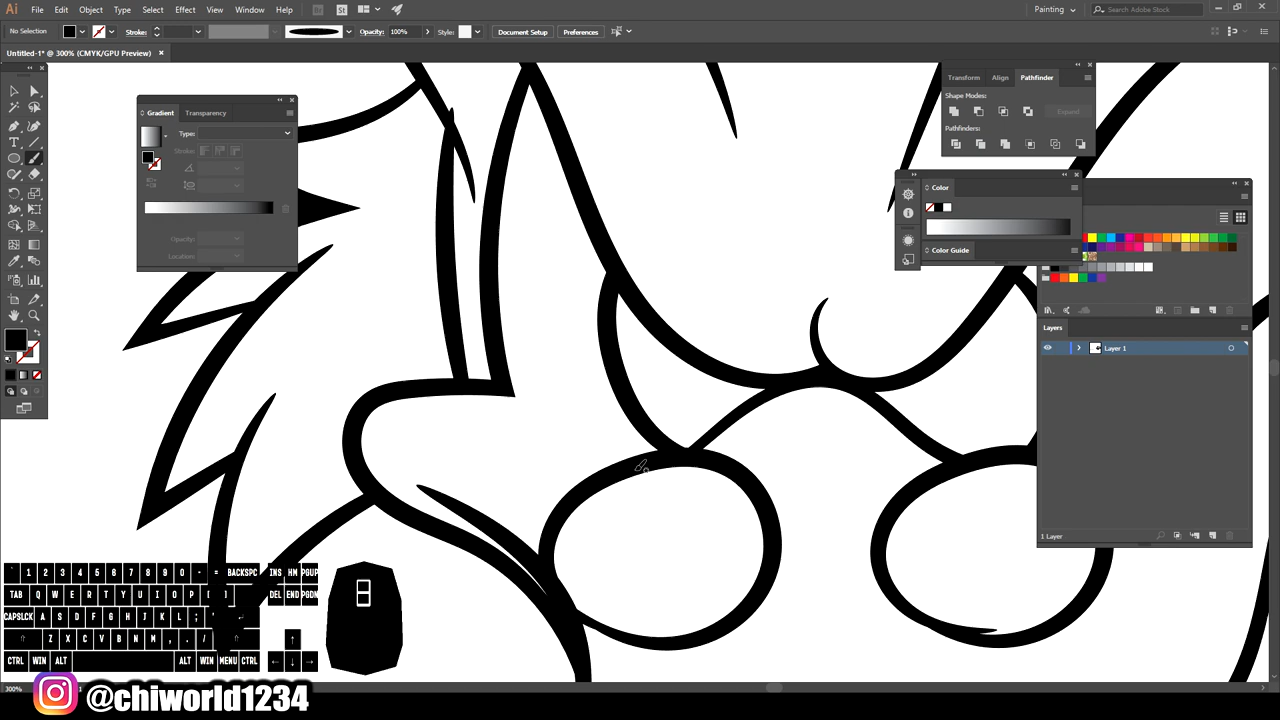 Ai File Edit Object Type Select Effect View Window Help Br St Painting Search Adobe Stock
No Selection Stroke: Opacity: 100% Style: Document Setup Preferences
Untitled-1* @ 300% (CMYK/GPU Preview)
Gradient Transparency
Type:
Stroke:
Opacity:
Location:
Transform Align Pathfinder
Shape Modes:
Expand
Pathfinders:
Color
Color Guide
Layers
Layer 1
1 Layer
` 1 2 3 4 5 6 7 8 9 0 - = BACKSPC INS HM PGUP
TAB Q W E R T Y U I O P [ ] \ DEL END PGDN
CAPSLCK A S D F G H J K L ; '
Z X C V B N M , . /
CTRL WIN ALT ALT WIN MENU CTRL
300%
@chiworld1234